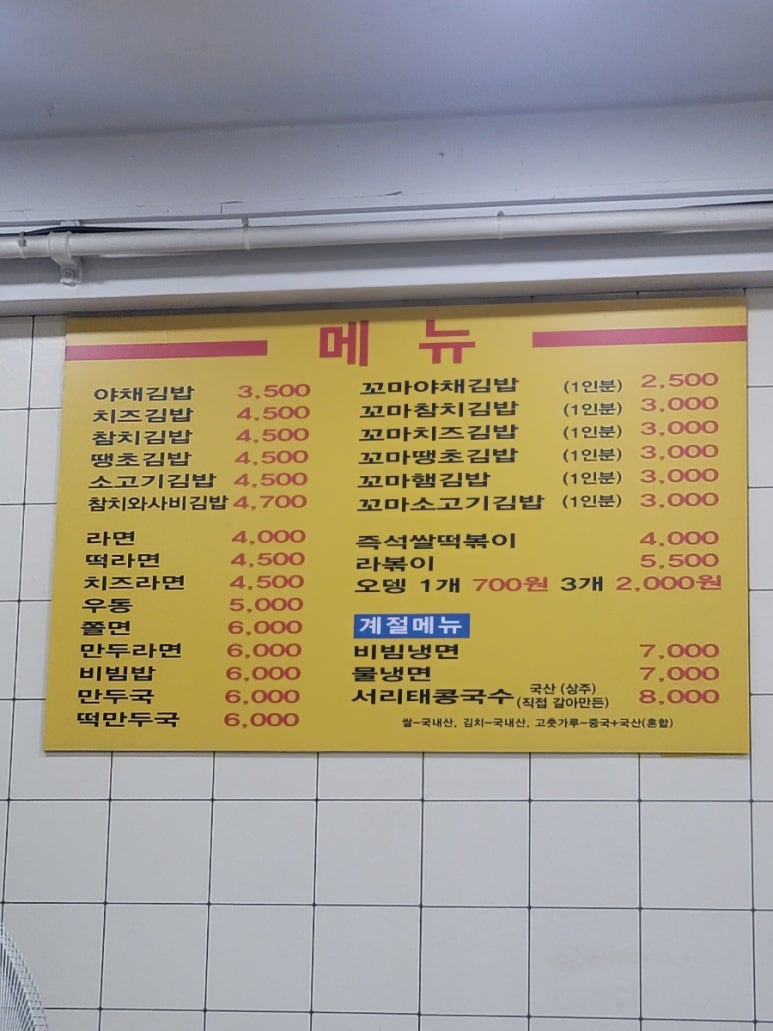 메뉴
야채김밥 3,500
치즈김밥 4,500
참치김밥 4,500
땡초김밥 4,500
소고기김밥 4,500
참치와사비김밥 4,700
라면 4,000
떡라면 4,500
치즈라면 4,500
우동 5,000
쫄면 6,000
만두라면 6,000
비빔밥 6,000
만두국 6,000
떡만두국 6,000
꼬마야채김밥 (1인분) 2,500
꼬마참치김밥 (1인분) 3,000
꼬마치즈김밥 (1인분) 3,000
꼬마땡초김밥 (1인분) 3,000
꼬마햄김밥 (1인분) 3,000
꼬마소고기김밥 (1인분) 3,000
즉석쌀떡볶이 4,000
라볶이 5,500
오뎅 1개 700원 3개 2,000원
계절메뉴
비빔냉면 7,000
물냉면 7,000
서리태콩국수 국산 (상주) (직접 갈아만든) 8,000
쌀-국내산, 김치-국내산, 고춧가루-중국+국산(혼합)